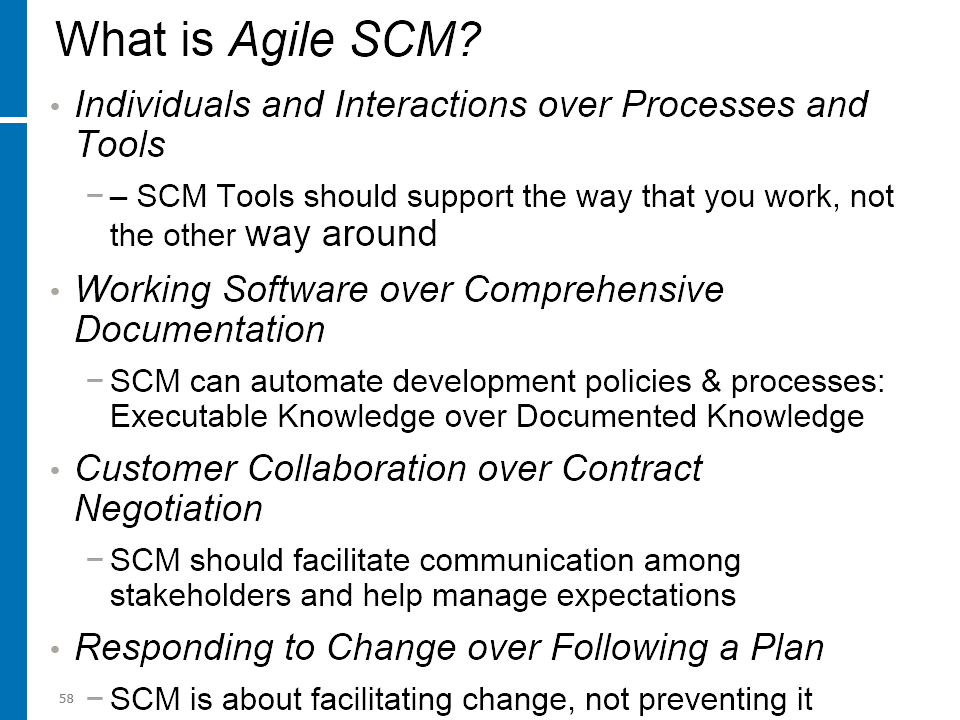 What is Agile SCM?
• Individuals and Interactions over Processes and
Tools
− – SCM Tools should support the way that you work, not
the other way around
• Working Software over Comprehensive
Documentation
− SCM can automate development policies & processes:
Executable Knowledge over Documented Knowledge
• Customer Collaboration over Contract
Negotiation
− SCM should facilitate communication among
stakeholders and help manage expectations
• Responding to Change over Following a Plan
58 − SCM is about facilitating change, not preventing it